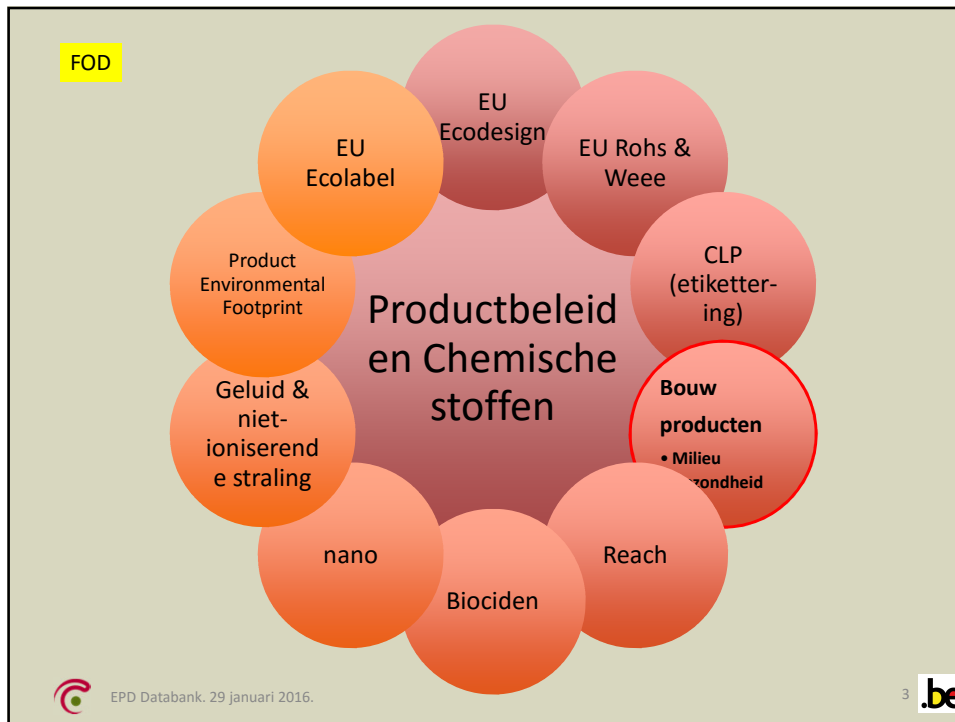 FOD
EU
Ecodesign
EU Rohs &
Weee
CLP
(etiketter-
ing)
Bouw
producten
• Milieu
Reach
Biociden
nano
Geluid &
niet-
ioniserend
e straling
Product
Environmental
Footprint
EU
Ecolabel
Productbeleid
en Chemische
stoffen
EPD Databank. 29 januari 2016.
3
.be